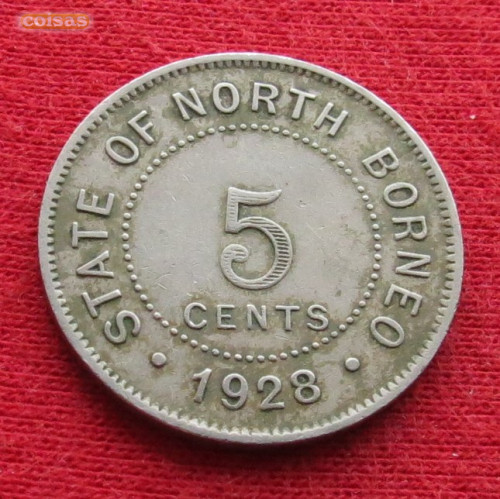 coisas
STATE OF NORTH BORNEO
5
CENTS
• 1928 •